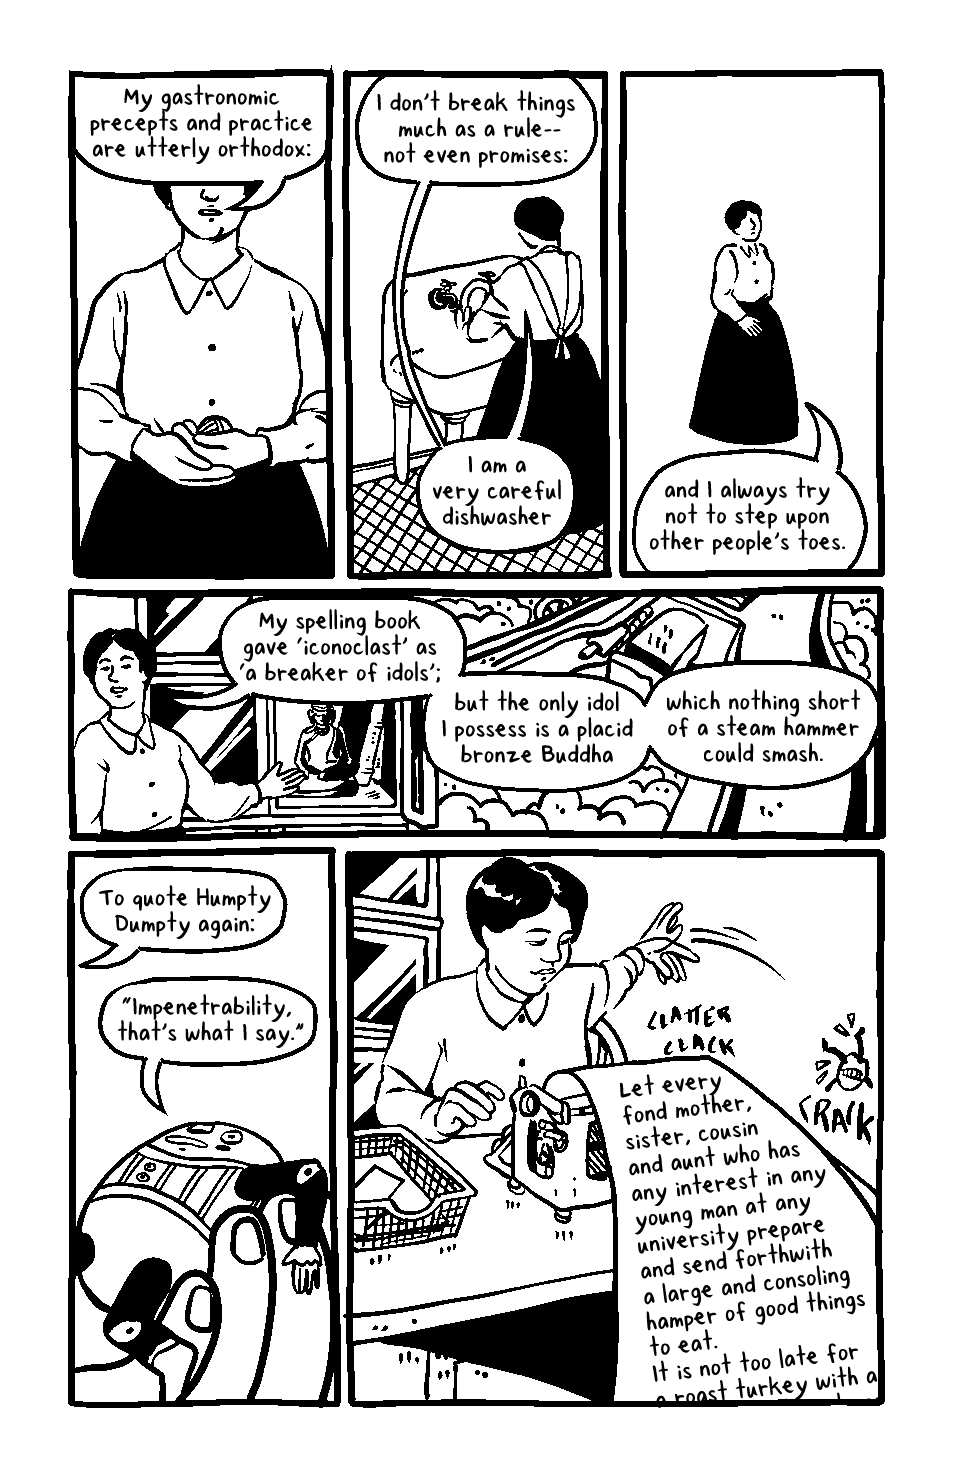 My gastronomic
precepts and practice
are utterly orthodox:
I don't break things
much as a rule--
not even promises:
I am a
very careful
dishwasher
and I always try
not to step upon
other people's toes.
My spelling book
gave 'iconoclast' as
'a breaker of idols';
but the only idol
I possess is a placid
bronze Buddha
which nothing short
of a steam hammer
could smash.
To quote Humpty
Dumpty again:
"Impenetrability,
that's what I say."
CLATTER
CLACK
CRACK
Let every
fond mother,
sister, cousin
and aunt who has
any interest in any
young man at any
university prepare
and send forthwith
a large and consoling
hamper of good things
to eat.
It is not too late for
a roast turkey with a